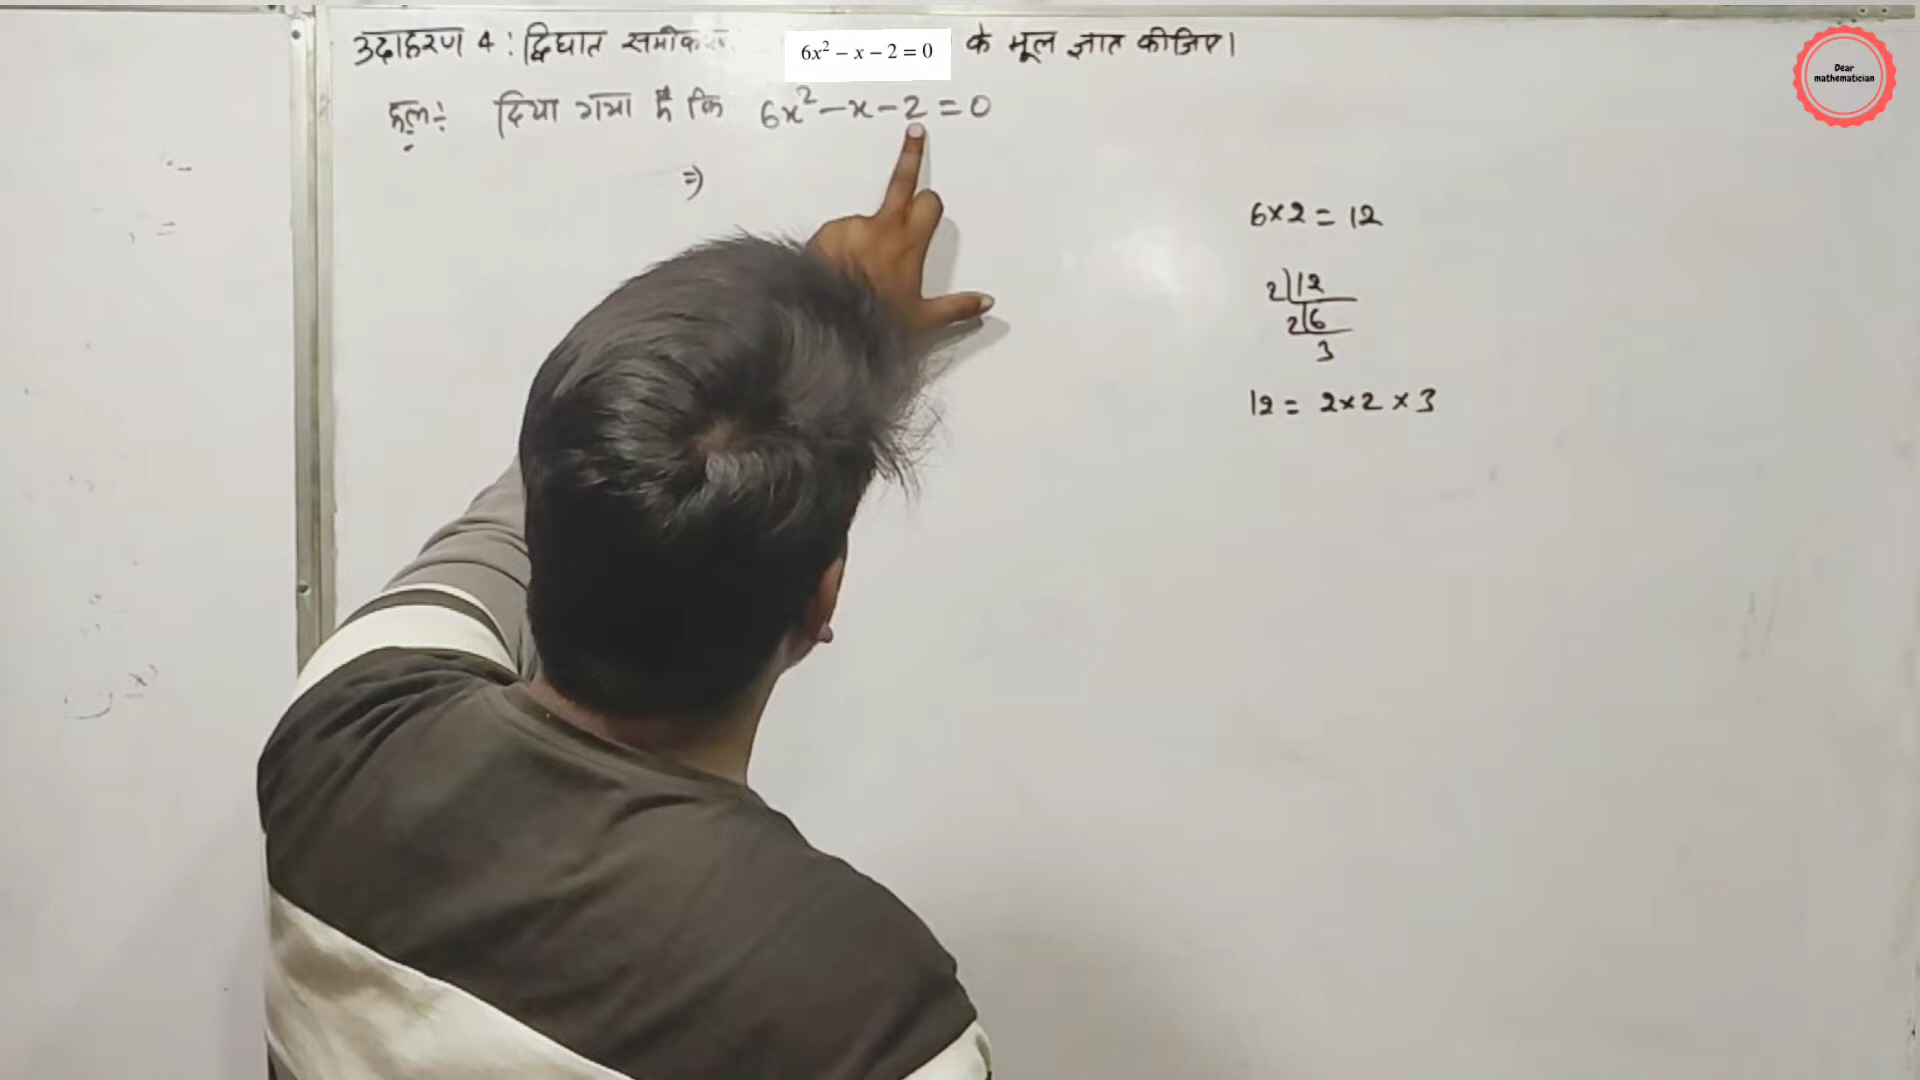 उदाहरण 4 : द्विघात समीकरण 6x² – x – 2 = 0 के मूल ज्ञात कीजिए।
Dear
mathematician
हल÷ दिया गया है कि 6x² – x – 2 = 0
⇒
6×2 = 12
2|12
2|6
3
12 = 2×2×3